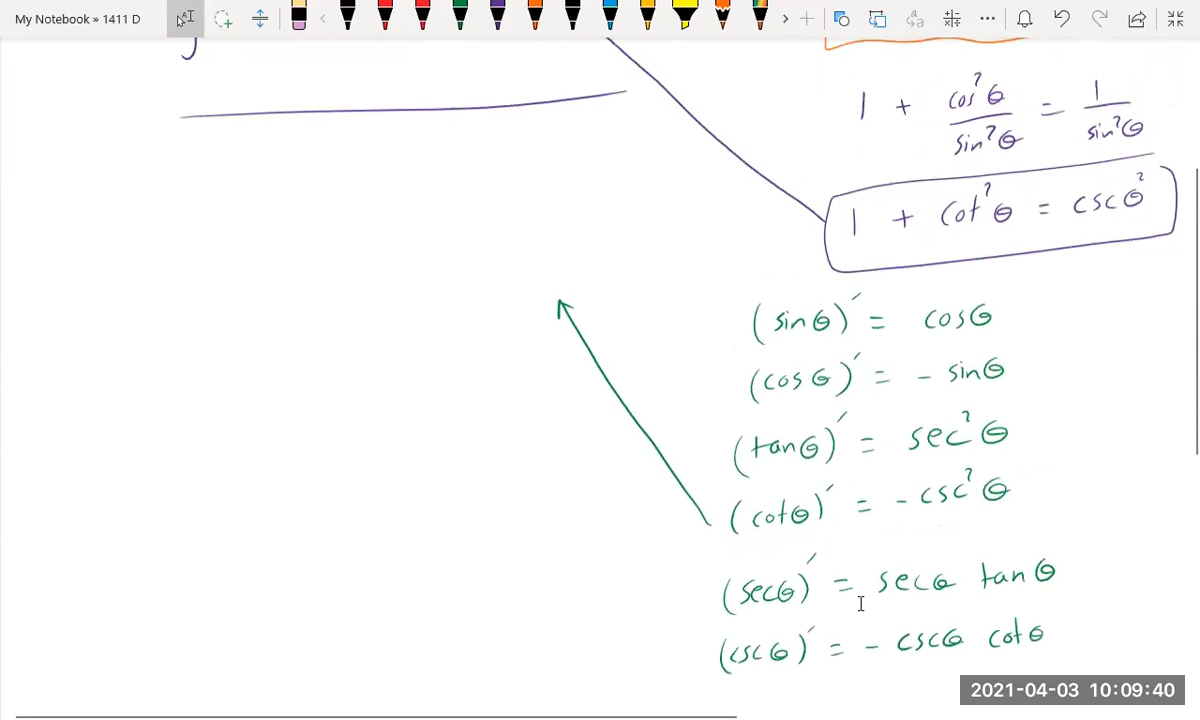 My Notebook » 1411 D
1 + cos²θ/sin²θ = 1/sin²θ
1 + cot²θ = cscθ²
(sinθ)′ = cosθ
(cosθ)′ = - sinθ
(tanθ)′ = sec²θ
(cotθ)′ = -csc²θ
(secθ)′ = secθ tanθ
(cscθ)′ = - cscθ cotθ
2021-04-03 10:09:40